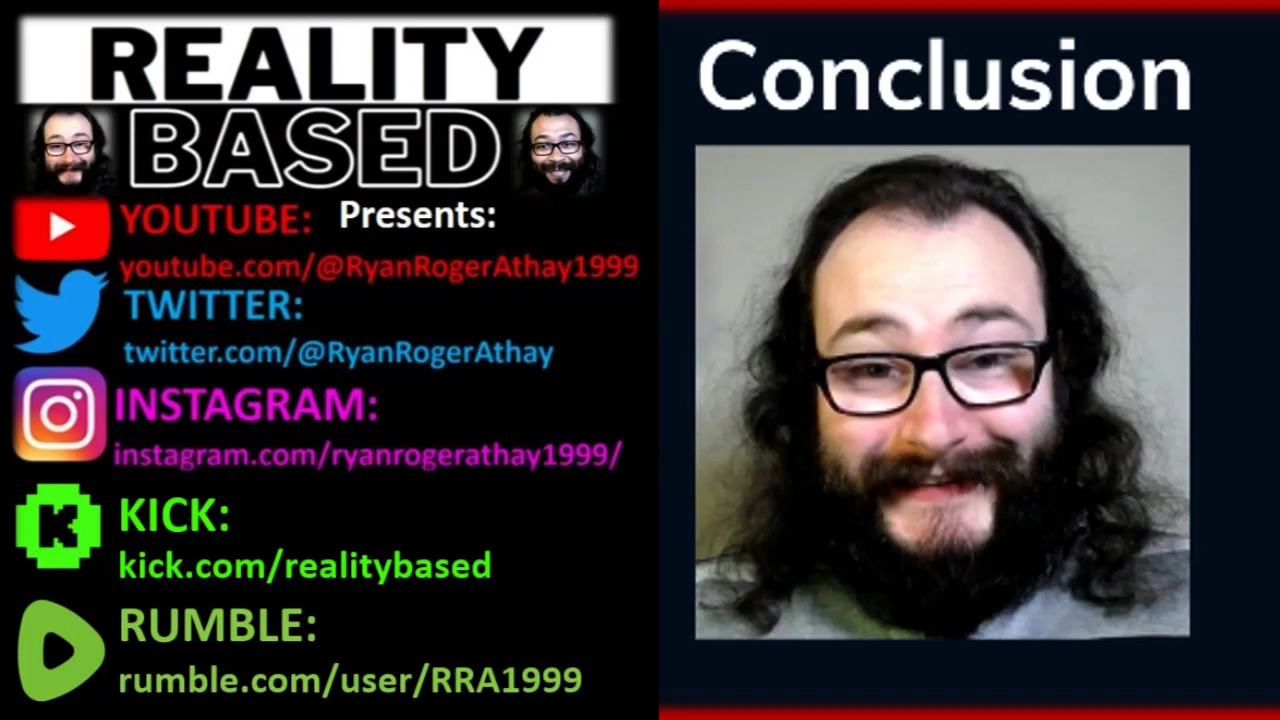 REALITY
BASED
Presents:
YOUTUBE:
youtube.com/@RyanRogerAthay1999
TWITTER:
twitter.com/@RyanRogerAthay
INSTAGRAM:
instagram.com/ryanrogerathay1999/
K
KICK:
kick.com/realitybased
RUMBLE:
rumble.com/user/RRA1999
Conclusion